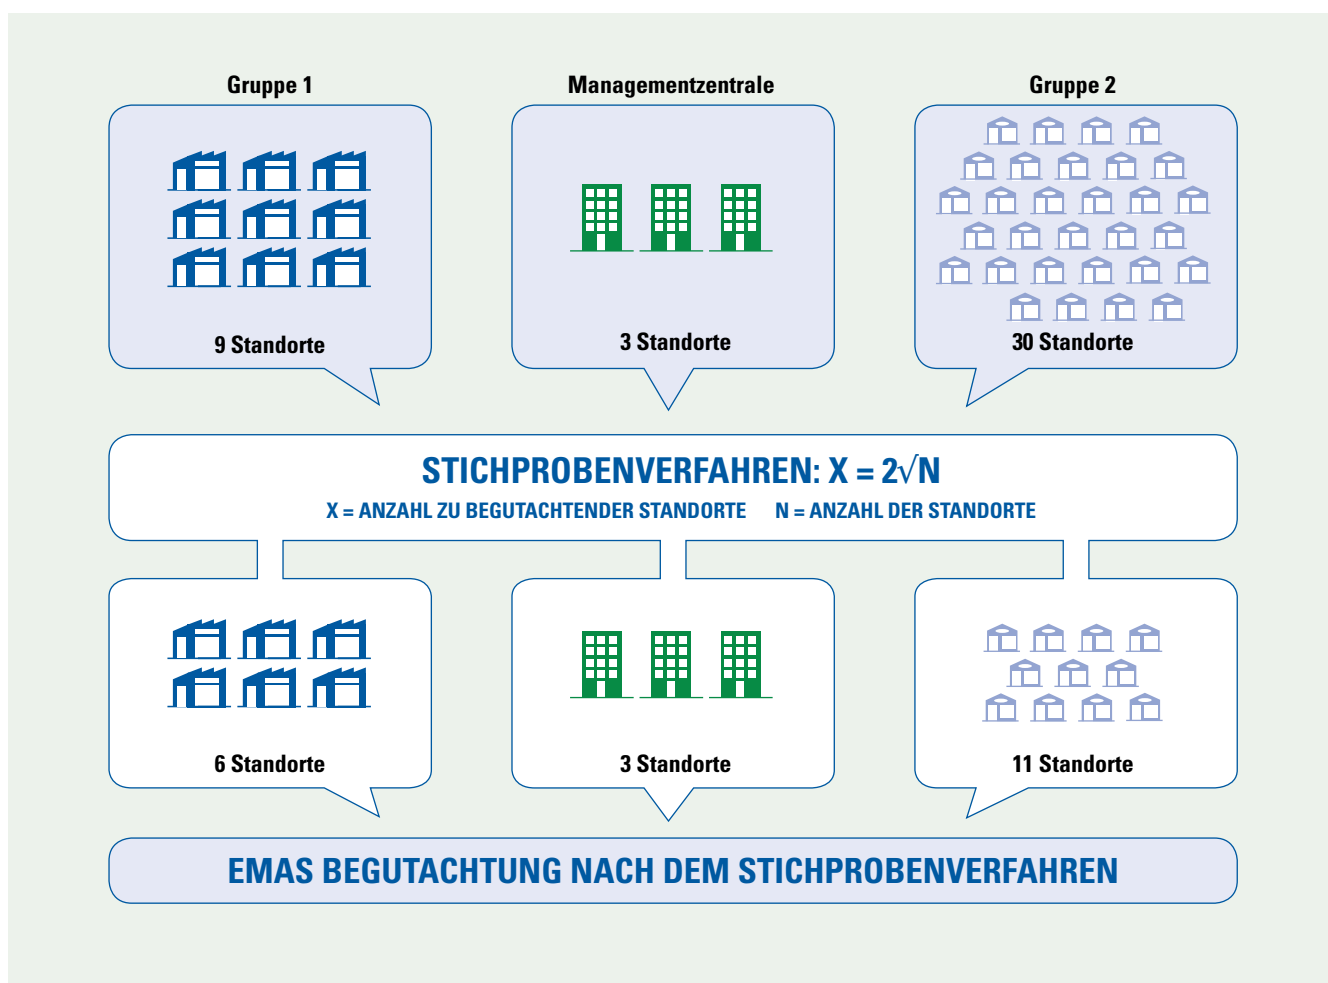 Gruppe 1
Managementzentrale
Gruppe 2
9 Standorte
3 Standorte
30 Standorte
STICHPROBENVERFAHREN: X = 2√N
X = ANZAHL ZU BEGUTACHTENDER STANDORTE N = ANZAHL DER STANDORTE
6 Standorte
3 Standorte
11 Standorte
EMAS BEGUTACHTUNG NACH DEM STICHPROBENVERFAHREN